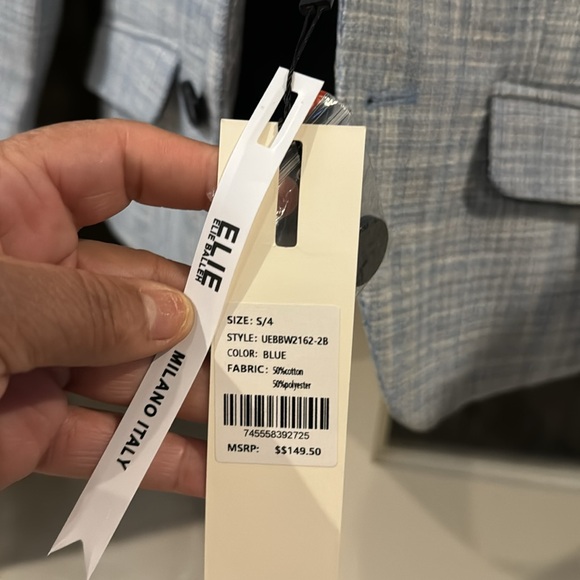 ELIE
ELIE BALLEH
MILANO ITALY
SIZE: S/4
STYLE: UEBBW2162-2B
COLOR: BLUE
FABRIC: 50%cotton
50%polyester
745558392725
MSRP: $$149.50